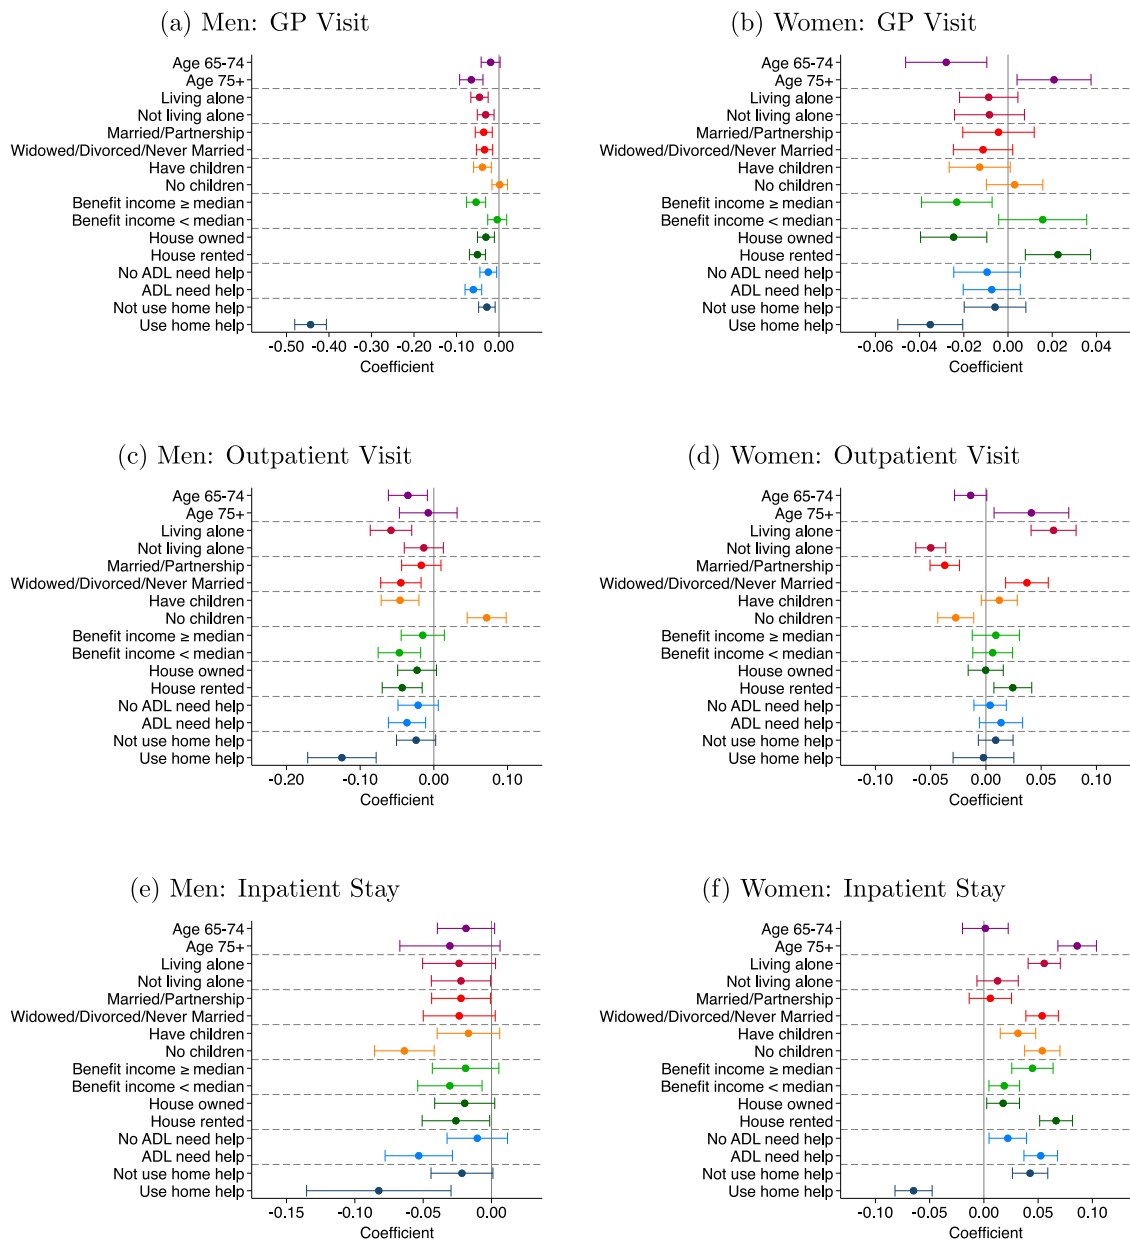 (a) Men: GP Visit
Age 65-74
Age 75+
Living alone
Not living alone
Married/Partnership
Widowed/Divorced/Never Married
Have children
No children
Benefit income ≥ median
Benefit income < median
House owned
House rented
No ADL need help
ADL need help
Not use home help
Use home help
-0.50 -0.40 -0.30 -0.20 -0.10 0.00
Coefficient
(b) Women: GP Visit
Age 65-74
Age 75+
Living alone
Not living alone
Married/Partnership
Widowed/Divorced/Never Married
Have children
No children
Benefit income ≥ median
Benefit income < median
House owned
House rented
No ADL need help
ADL need help
Not use home help
Use home help
-0.06 -0.04 -0.02 0.00 0.02 0.04
Coefficient
(c) Men: Outpatient Visit
Age 65-74
Age 75+
Living alone
Not living alone
Married/Partnership
Widowed/Divorced/Never Married
Have children
No children
Benefit income ≥ median
Benefit income < median
House owned
House rented
No ADL need help
ADL need help
Not use home help
Use home help
-0.20 -0.10 0.00 0.10
Coefficient
(d) Women: Outpatient Visit
Age 65-74
Age 75+
Living alone
Not living alone
Married/Partnership
Widowed/Divorced/Never Married
Have children
No children
Benefit income ≥ median
Benefit income < median
House owned
House rented
No ADL need help
ADL need help
Not use home help
Use home help
-0.10 -0.05 0.00 0.05 0.10
Coefficient
(e) Men: Inpatient Stay
Age 65-74
Age 75+
Living alone
Not living alone
Married/Partnership
Widowed/Divorced/Never Married
Have children
No children
Benefit income ≥ median
Benefit income < median
House owned
House rented
No ADL need help
ADL need help
Not use home help
Use home help
-0.15 -0.10 -0.05 0.00
Coefficient
(f) Women: Inpatient Stay
Age 65-74
Age 75+
Living alone
Not living alone
Married/Partnership
Widowed/Divorced/Never Married
Have children
No children
Benefit income ≥ median
Benefit income < median
House owned
House rented
No ADL need help
ADL need help
Not use home help
Use home help
-0.10 -0.05 0.00 0.05 0.10
Coefficient